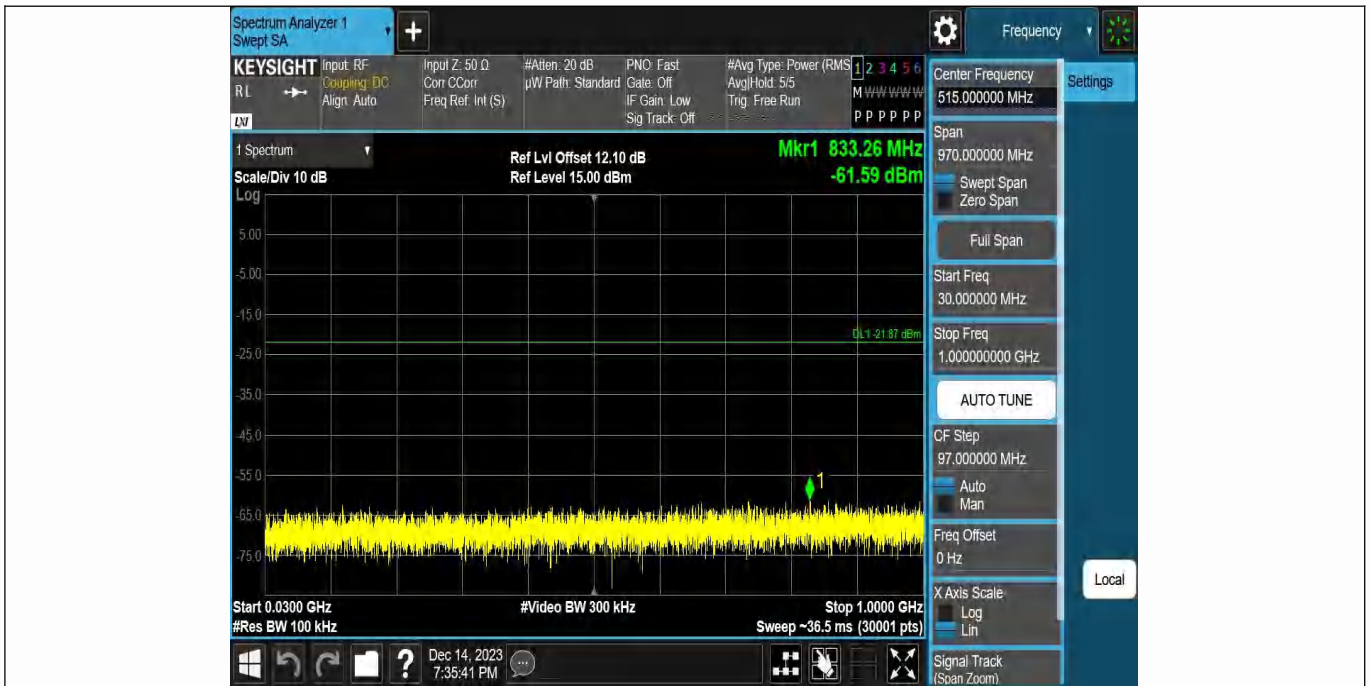 Spectrum Analyzer 1
Swept SA
+
Frequency
KEYSIGHT
R L
LXI
Input: RF
Coupling: DC
Align: Auto
Input Z: 50 Ω
Corr CCorr
Freq Ref: Int (S)
#Atten: 20 dB
µW Path: Standard
PNO: Fast
Gate: Off
IF Gain: Low
Sig Track: Off
#Avg Type: Power (RMS
Avg|Hold: 5/5
Trig: Free Run
1 2 3 4 5 6
M W W W W W
P P P P P P
Center Frequency
515.000000 MHz
Settings
1 Spectrum
Scale/Div 10 dB
Ref Lvl Offset 12.10 dB
Ref Level 15.00 dBm
Mkr1 833.26 MHz
-61.59 dBm
Log
5.00
-5.00
-15.0
-25.0
-35.0
-45.0
-55.0
-65.0
-75.0
DL1 -21.87 dBm
1
Start 0.0300 GHz
#Res BW 100 kHz
#Video BW 300 kHz
Stop 1.0000 GHz
Sweep ~36.5 ms (30001 pts)
Span
970.000000 MHz
Swept Span
Zero Span
Full Span
Start Freq
30.000000 MHz
Stop Freq
1.000000000 GHz
AUTO TUNE
CF Step
97.000000 MHz
Auto
Man
Freq Offset
0 Hz
X Axis Scale
Log
Lin
Signal Track
(Span Zoom)
Local
?
Dec 14, 2023
7:35:41 PM